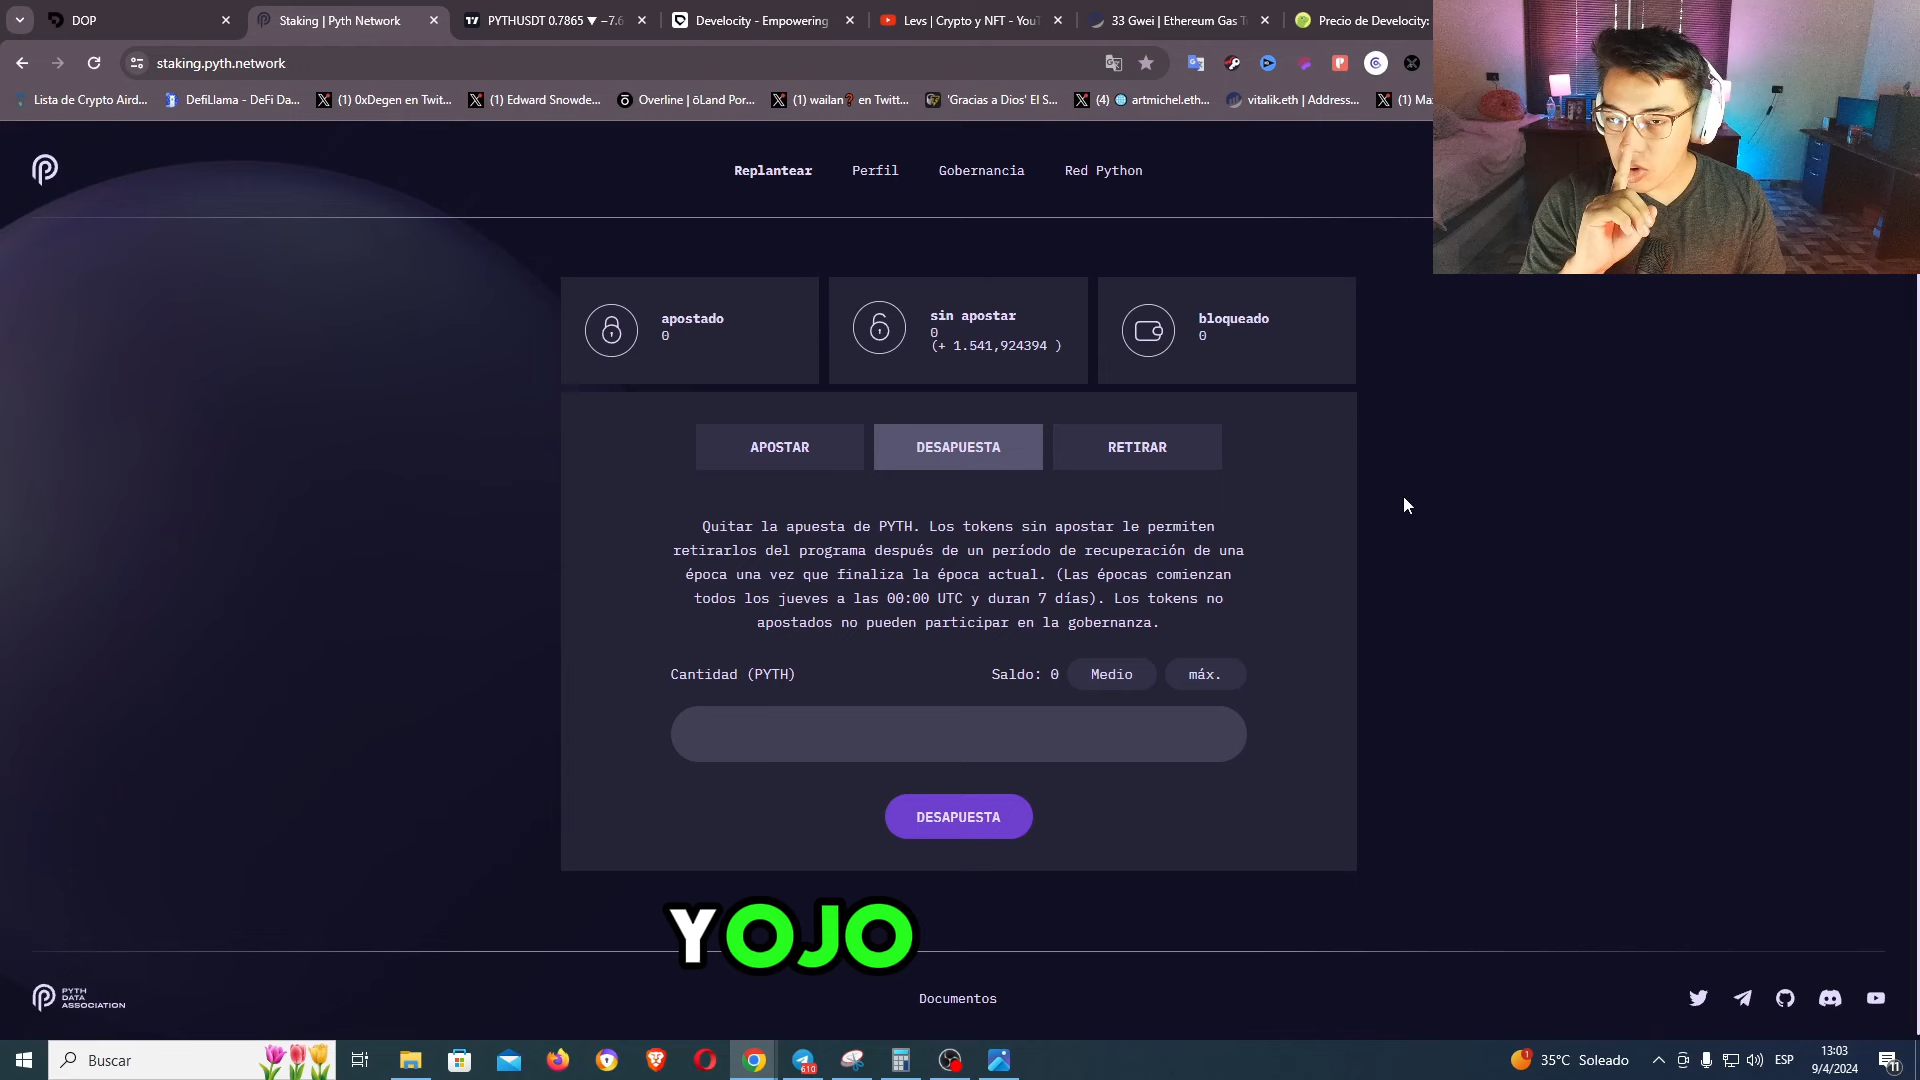 DOP
Staking | Pyth Network
PYTHUSDT 0.7865 ▼ −7.6
Develocity - Empowering
Levs | Crypto y NFT - YouT
33 Gwei | Ethereum Gas T
Precio de Develocity:
staking.pyth.network
Lista de Crypto Aird...
DefiLlama - DeFi Da...
(1) 0xDegen en Twit...
(1) Edward Snowde...
Overline | ōLand Por...
(1) wailan❓ en Twitt...
'Gracias a Dios' El S...
(4) 🌐 artmichel.eth...
vitalik.eth | Address...
(1) Ma
Replantear
Perfil
Gobernancia
Red Python
apostado
0
sin apostar
0
(+ 1.541,924394 )
bloqueado
0
APOSTAR
DESAPUESTA
RETIRAR
Quitar la apuesta de PYTH. Los tokens sin apostar le permiten
retirarlos del programa después de un período de recuperación de una
época una vez que finaliza la época actual. (Las épocas comienzan
todos los jueves a las 00:00 UTC y duran 7 días). Los tokens no
apostados no pueden participar en la gobernanza.
Cantidad (PYTH)
Saldo: 0
Medio
máx.
DESAPUESTA
Y OJO
PYTH
DATA
ASSOCIATION
Documentos
Buscar
610
1
35°C Soleado
ESP
13:03
9/4/2024
11